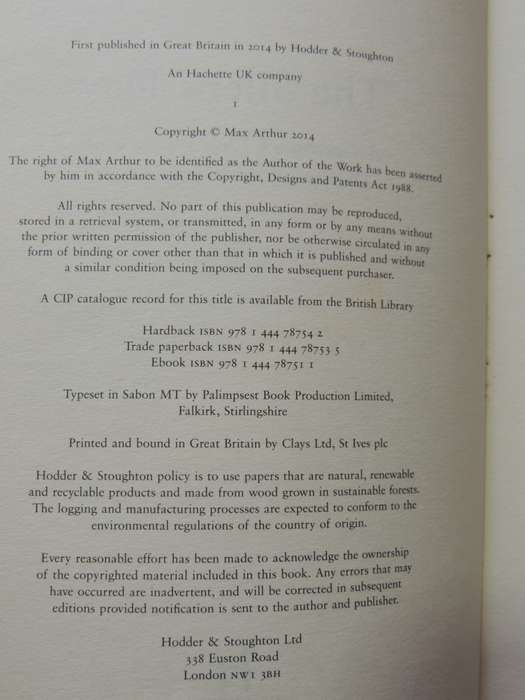 First published in Great Britain in 2014 by Hodder & Stoughton
An Hachette UK company
1
Copyright © Max Arthur 2014
The right of Max Arthur to be identified as the Author of the Work has been asserted
by him in accordance with the Copyright, Designs and Patents Act 1988.
All rights reserved. No part of this publication may be reproduced,
stored in a retrieval system, or transmitted, in any form or by any means without
the prior written permission of the publisher, nor be otherwise circulated in any
form of binding or cover other than that in which it is published and without
a similar condition being imposed on the subsequent purchaser.
A CIP catalogue record for this title is available from the British Library
Hardback ISBN 978 1 444 78754 2
Trade paperback ISBN 978 1 444 78753 5
Ebook ISBN 978 1 444 78751 1
Typeset in Sabon MT by Palimpsest Book Production Limited,
Falkirk, Stirlingshire
Printed and bound in Great Britain by Clays Ltd, St Ives plc
Hodder & Stoughton policy is to use papers that are natural, renewable
and recyclable products and made from wood grown in sustainable forests.
The logging and manufacturing processes are expected to conform to the
environmental regulations of the country of origin.
Every reasonable effort has been made to acknowledge the ownership
of the copyrighted material included in this book. Any errors that may
have occurred are inadvertent, and will be corrected in subsequent
editions provided notification is sent to the author and publisher.
Hodder & Stoughton Ltd
338 Euston Road
London NW1 3BH